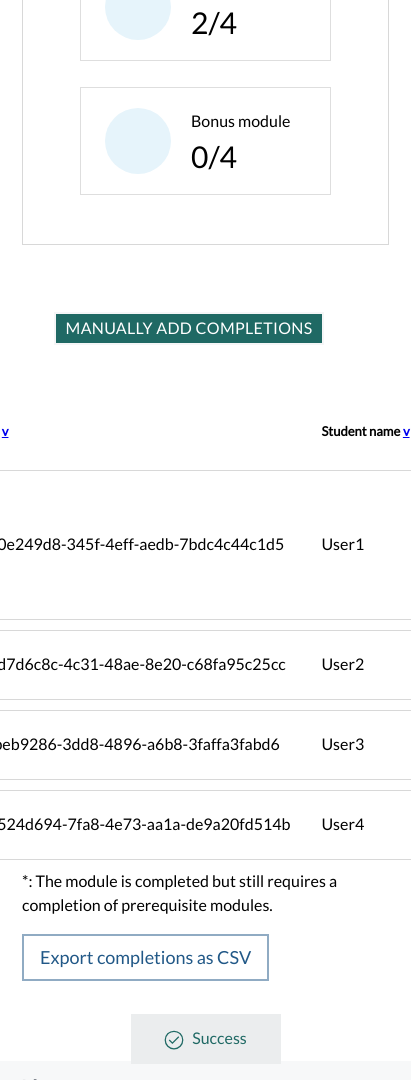 2/4
Bonus module
0/4
MANUALLY ADD COMPLETIONS
v Student name v
0e249d8-345f-4eff-aedb-7bdc4c44c1d5 User1
d7d6c8c-4c31-48ae-8e20-c68fa95c25cc User2
beb9286-3dd8-4896-a6b8-3faffa3fabd6 User3
524d694-7fa8-4e73-aa1a-de9a20fd514b User4
*: The module is completed but still requires a
completion of prerequisite modules.
Export completions as CSV
Success